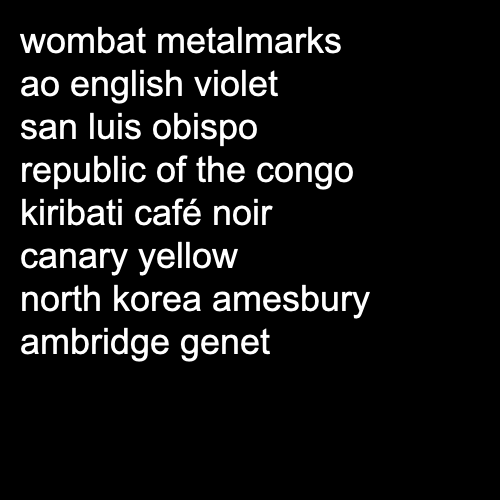 wombat metalmarks
ao english violet
san luis obispo
republic of the congo
kiribati café noir
canary yellow
north korea amesbury
ambridge genet